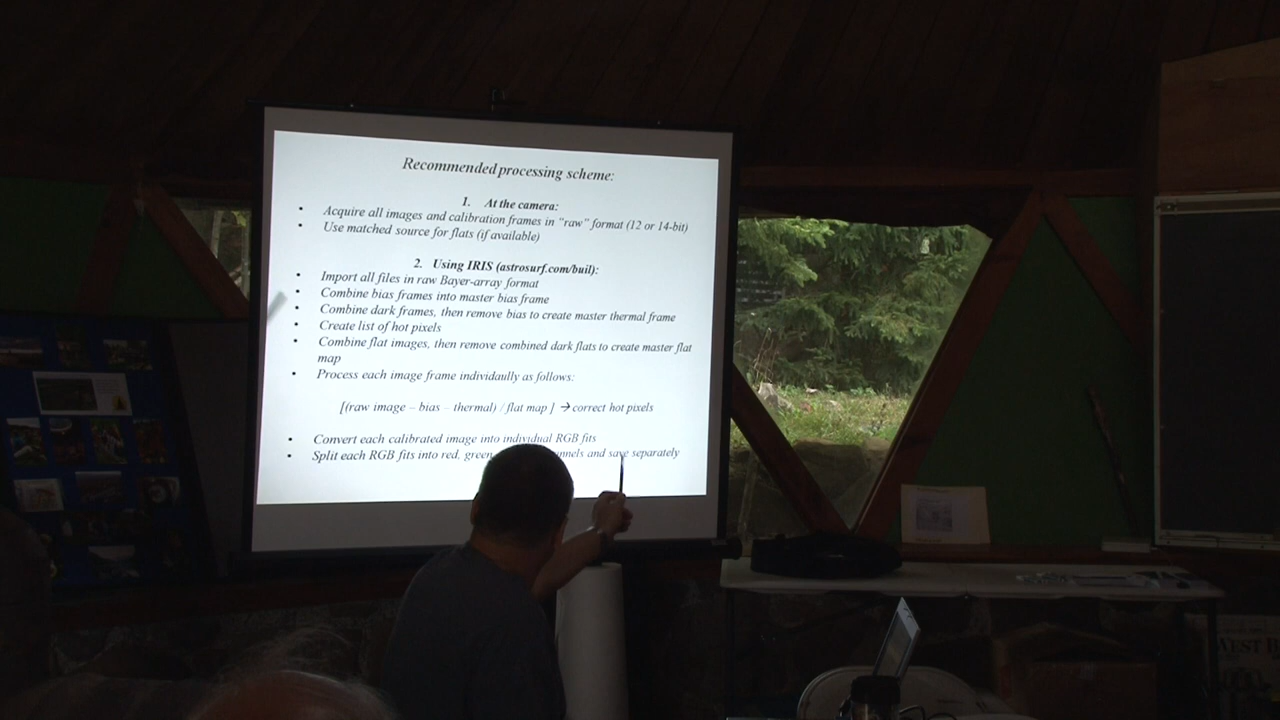 Recommended processing scheme:
1. At the camera:
• Acquire all images and calibration frames in "raw" format (12 or 14-bit)
• Use matched source for flats (if available)
2. Using IRIS (astrosurf.com/buil):
• Import all files in raw Bayer-array format
• Combine bias frames into master bias frame
• Combine dark frames, then remove bias to create master thermal frame
• Create list of hot pixels
• Combine flat images, then remove combined dark flats to create master flat
map
• Process each image frame individaully as follows:
[(raw image – bias – thermal) / flat map ] → correct hot pixels
• Convert each calibrated image into individual RGB fits
• Split each RGB fits into red, green and save separately
WEST